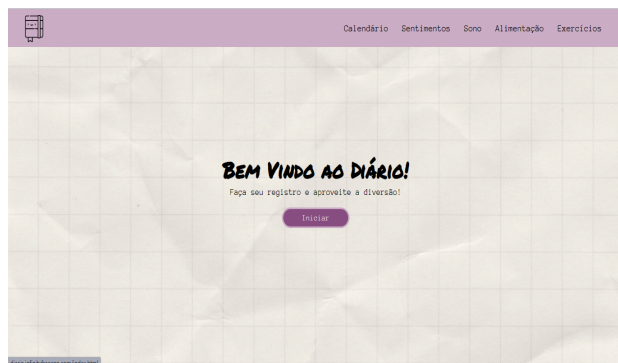 Calendário Sentimentos Sono Alimentação Exercícios
Bem Vindo ao Diário!
Faça seu registro e aproveite a diversão!
Iniciar